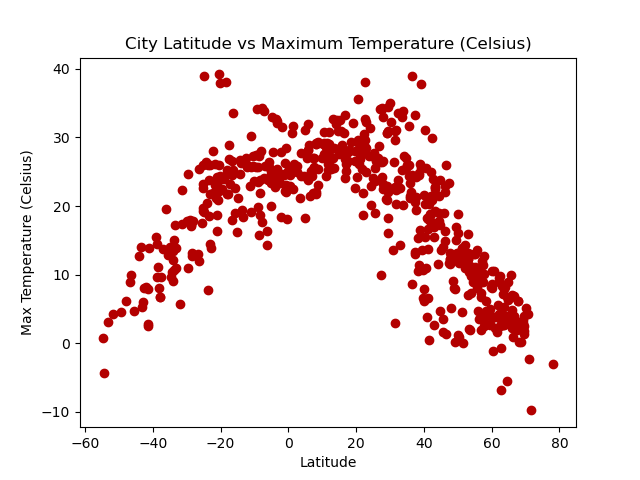 City Latitude vs Maximum Temperature (Celsius)
40
30
20
10
0
−10
Max Temperature (Celsius)
−60 −40 −20 0 20 40 60 80
Latitude